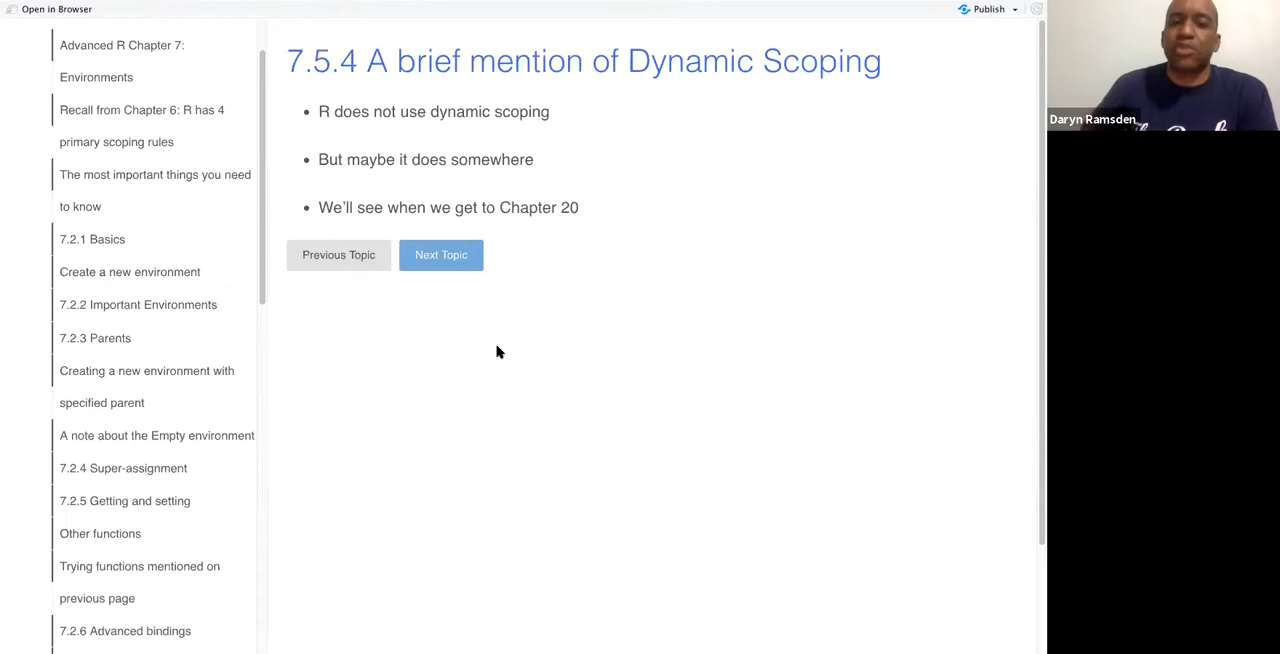 Open in Browser
Publish
Advanced R Chapter 7:
Environments
Recall from Chapter 6: R has 4
primary scoping rules
The most important things you need
to know
7.2.1 Basics
Create a new environment
7.2.2 Important Environments
7.2.3 Parents
Creating a new environment with
specified parent
A note about the Empty environment
7.2.4 Super-assignment
7.2.5 Getting and setting
Other functions
Trying functions mentioned on
previous page
7.2.6 Advanced bindings
7.5.4 A brief mention of Dynamic Scoping
• R does not use dynamic scoping
• But maybe it does somewhere
• We'll see when we get to Chapter 20
Previous Topic
Next Topic
Daryn Ramsden